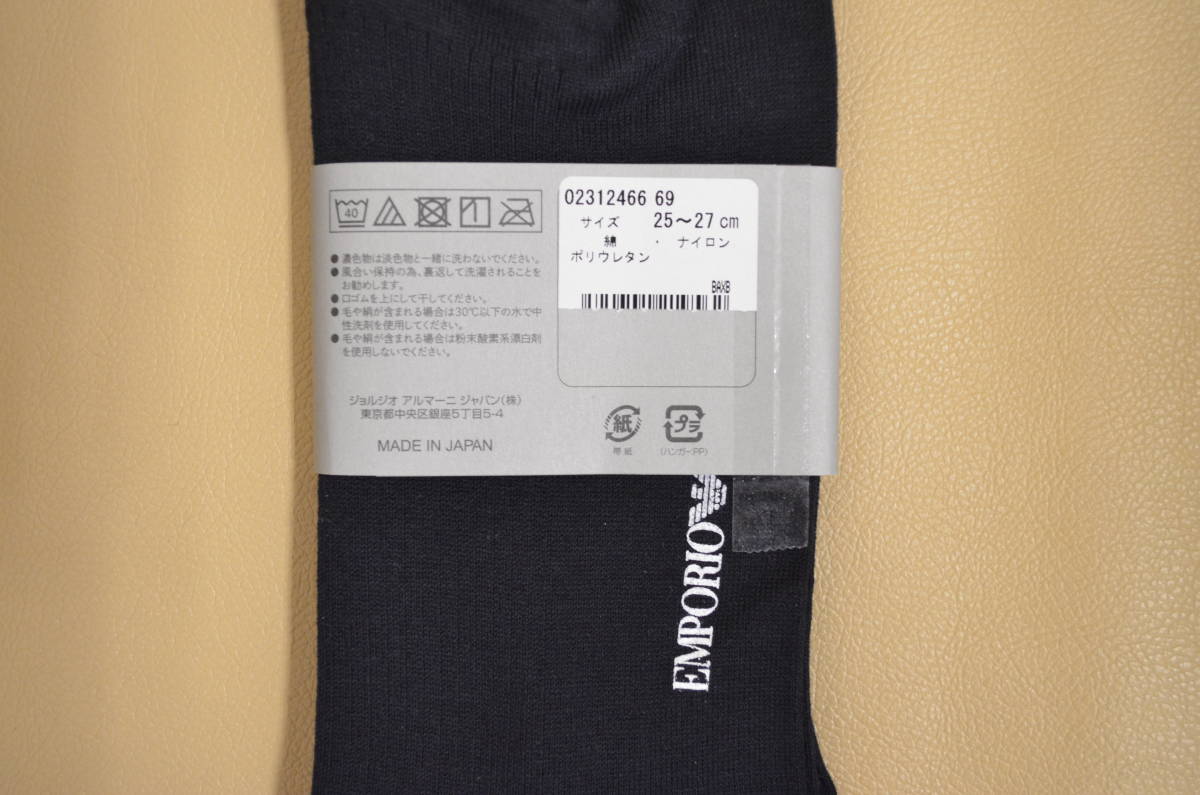 40
● 濃色物は淡色物と一緒に洗わないでください。
● 風合い保持の為、裏返して洗濯されることを
お勧めします。
● 口ゴムを上にして干してください。
● 毛や絹が含まれる場合は30℃以下の水で中
性洗剤を使用してください。
● 毛や絹が含まれる場合は粉末酸素系漂白剤
を使用しないでください。
ジョルジオ アルマーニ ジャパン(株)
東京都中央区銀座5丁目5-4
MADE IN JAPAN
02312466 69
サイズ 25～27cm
綿 ・ ナイロン
ポリウレタン
BAXB
紙
帯紙
プラ
(ハンガー:PP)
EMPORIO